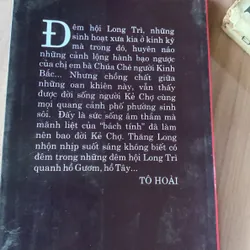 Đêm hội Long Trì, những
sinh hoạt xưa kia ở kinh kỳ
mà trong đó, huyên náo
những cảnh lộng hành bạo ngược
của chị em bà Chúa Chè người Kinh
Bắc... Nhưng chồng chất giữa
những oan khiên này, vẫn thấy
được đời sống người Kẻ Chợ cùng
mọi quang cảnh phố phường sinh
sôi. Đấy là sức sống âm thầm mà
mãnh liệt của "bách tính" đã làm
nên bao đời Kẻ Chợ. Thăng Long
nhộn nhịp suốt sáng không biết có
đêm trong những đêm hội Long Trì
quanh hồ Gươm, hồ Tây...
TÔ HOÀI